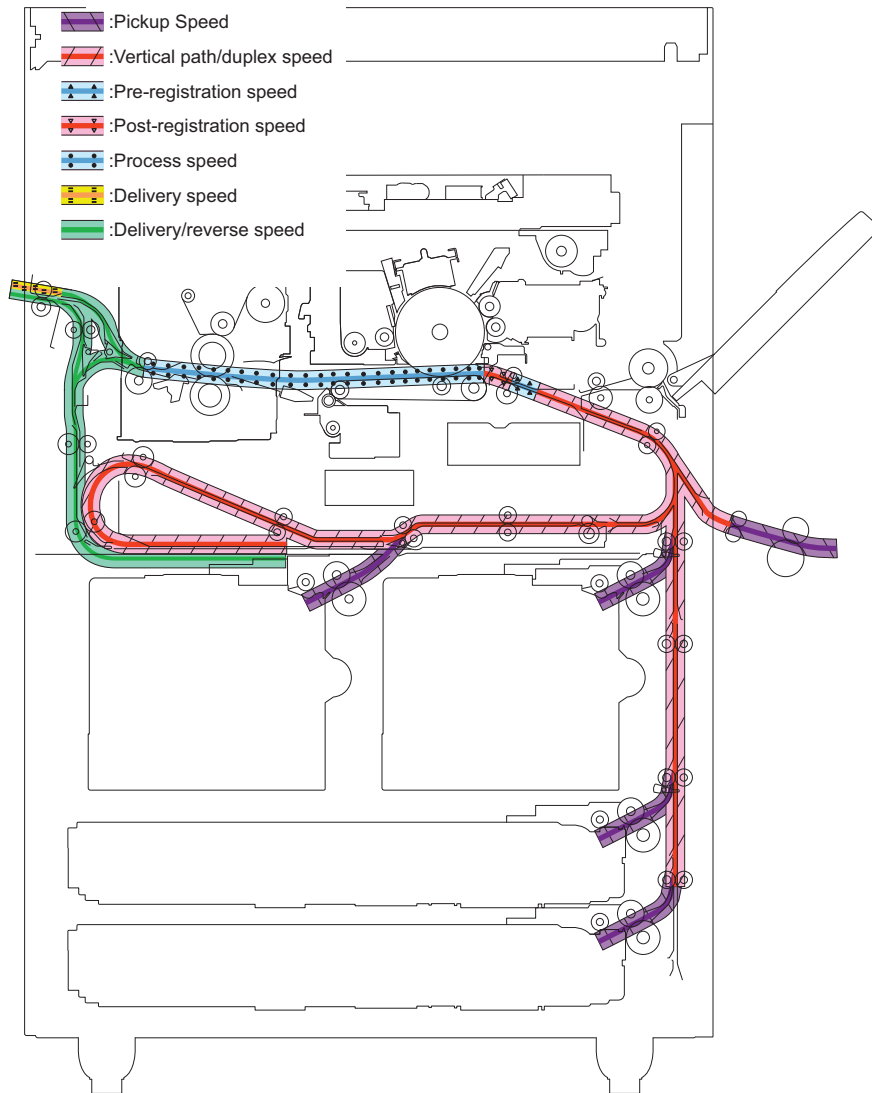 :Pickup Speed
:Vertical path/duplex speed
:Pre-registration speed
:Post-registration speed
:Process speed
:Delivery speed
:Delivery/reverse speed